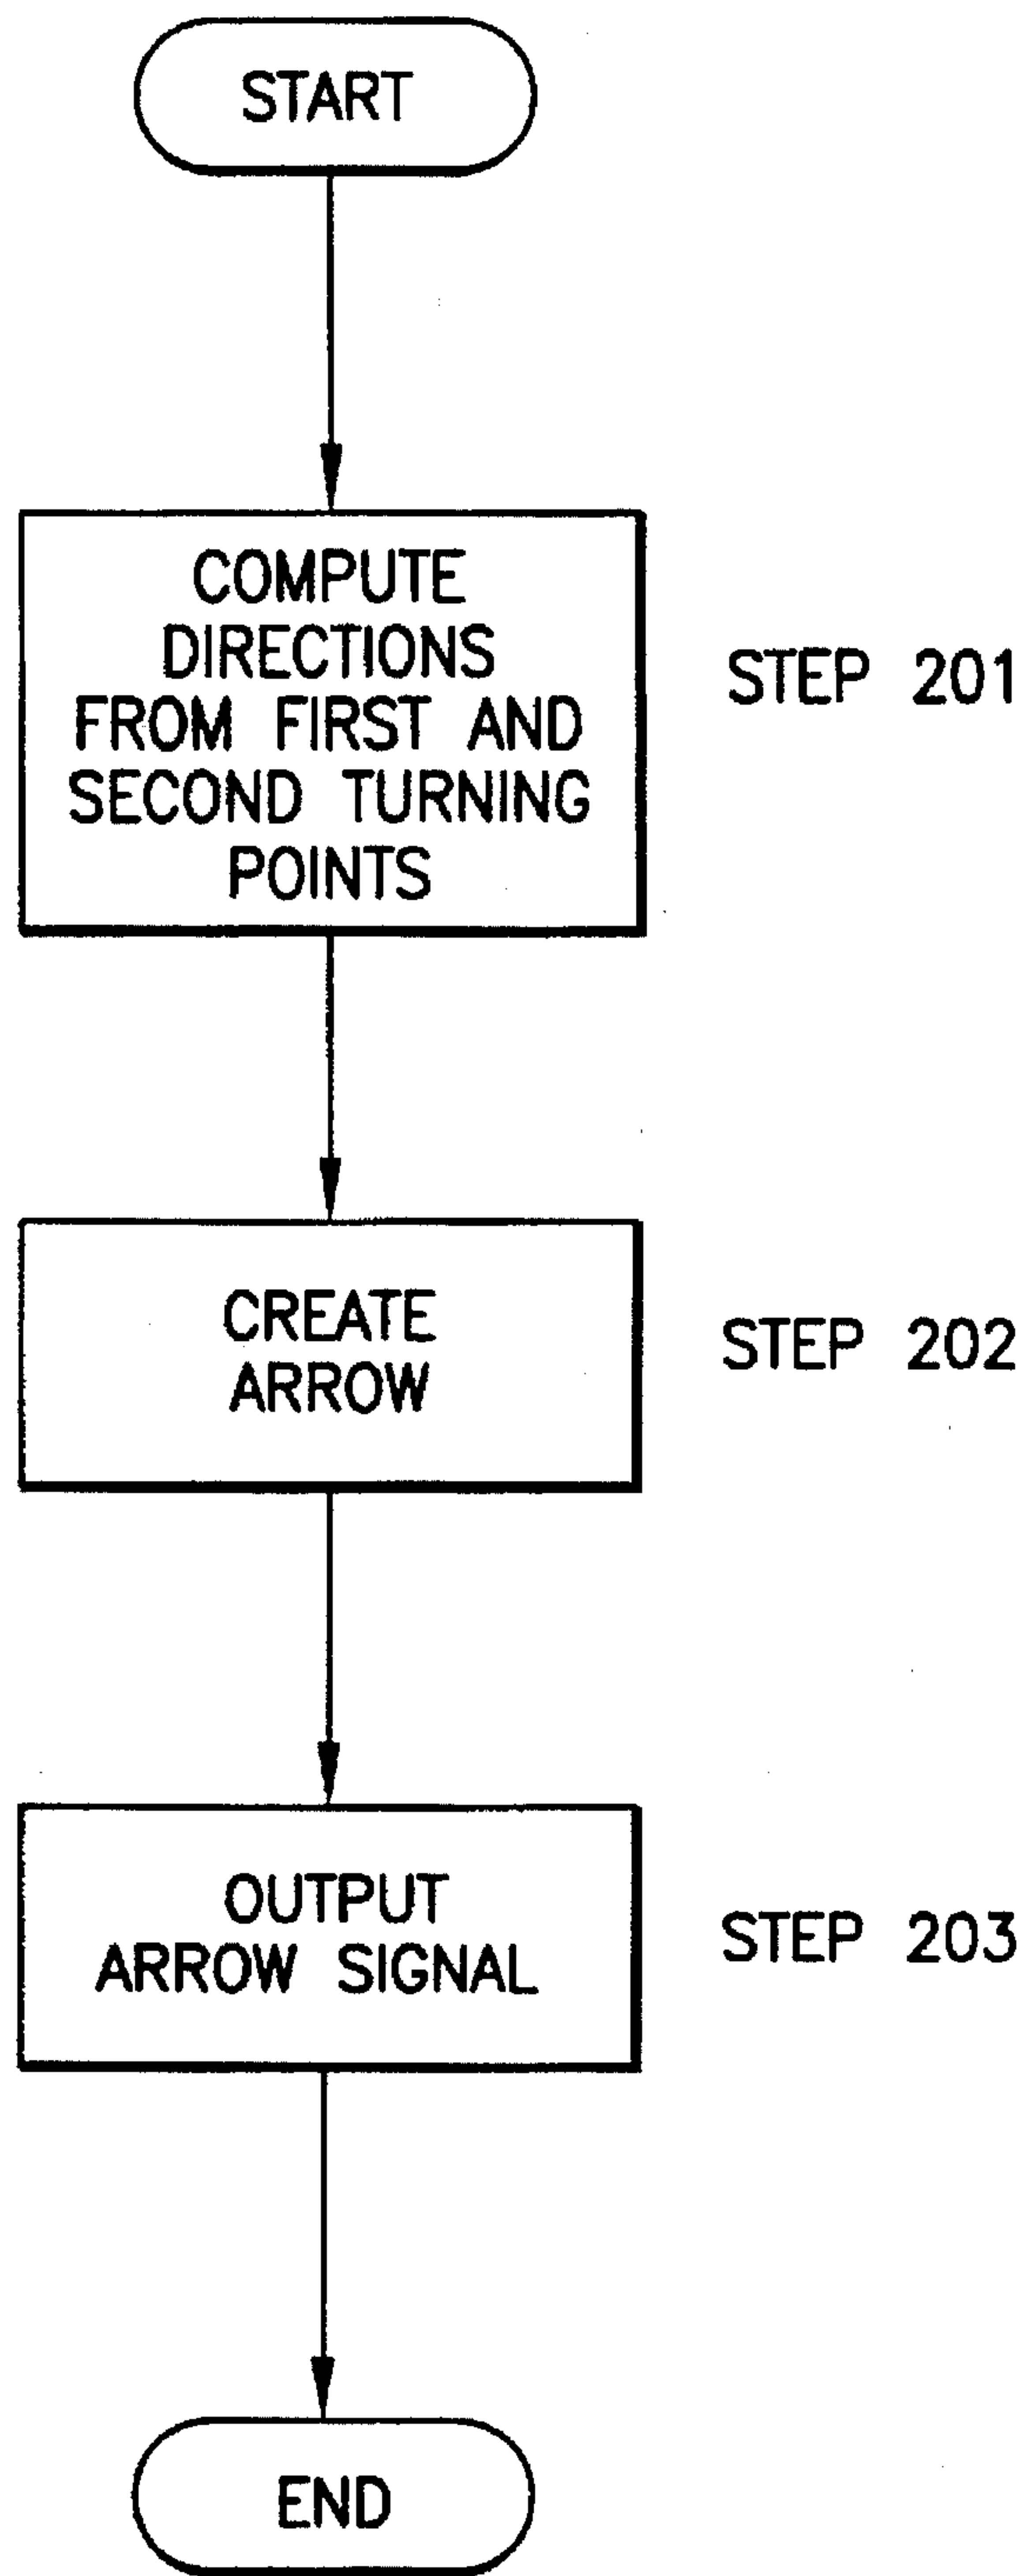 START
COMPUTE
DIRECTIONS
FROM FIRST AND
SECOND TURNING
POINTS
STEP 201
CREATE
ARROW
STEP 202
OUTPUT
ARROW SIGNAL
STEP 203
END